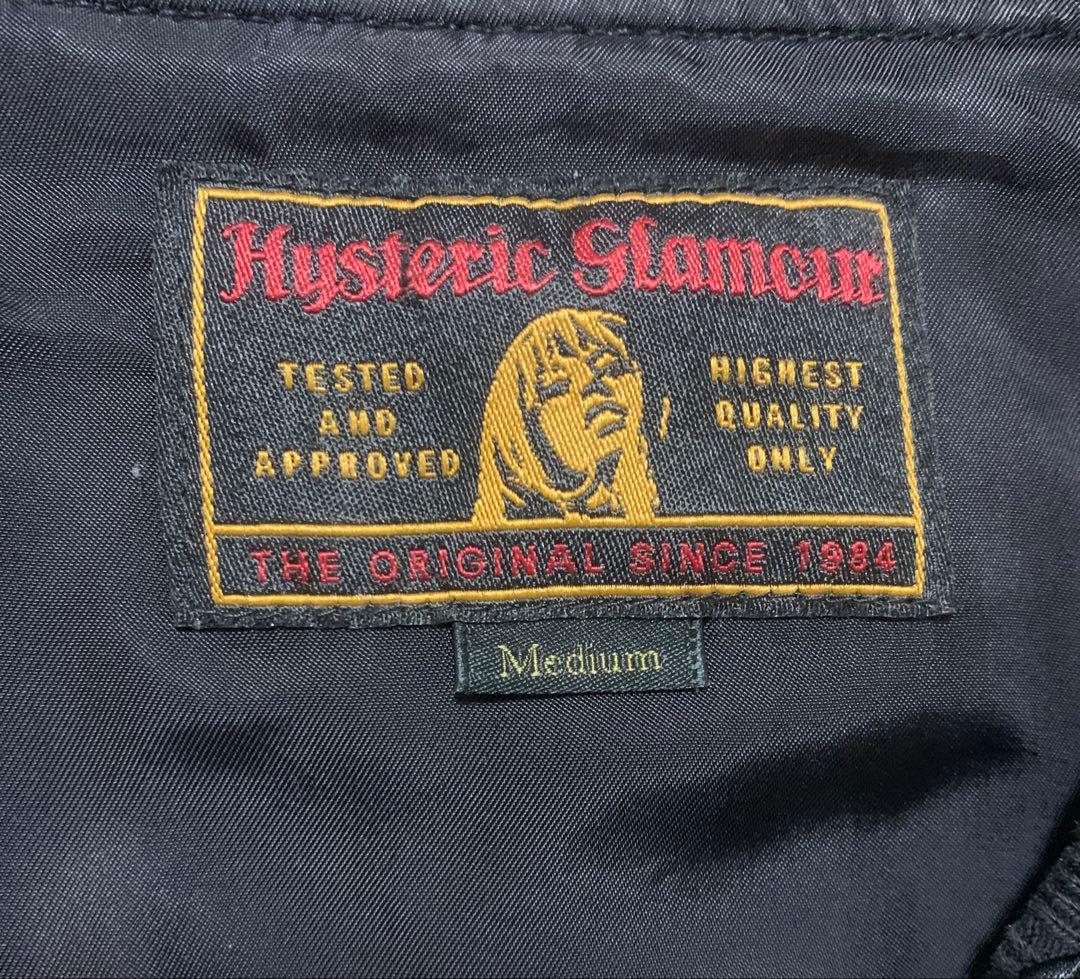 Hysteric Glamour
TESTED
AND
APPROVED
HIGHEST
QUALITY
ONLY
THE ORIGINAL SINCE 1984
Medium